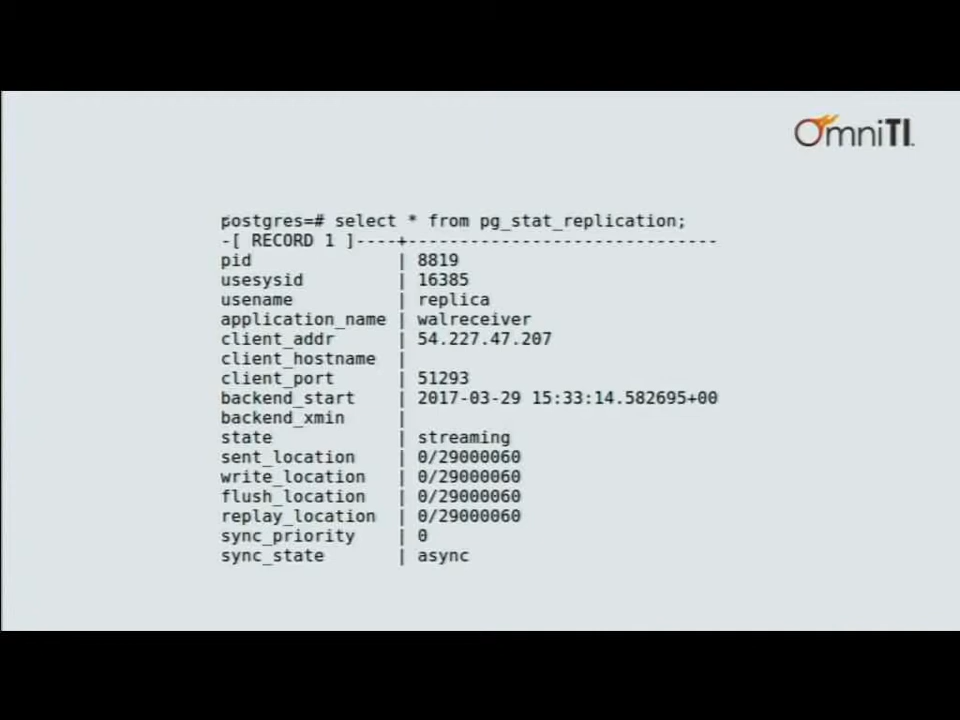 OmniTI.
postgres=# select * from pg_stat_replication;
-[ RECORD 1 ]----+------------------------------
pid              | 8819
usesysid         | 16385
usename          | replica
application_name | walreceiver
client_addr      | 54.227.47.207
client_hostname  |
client_port      | 51293
backend_start    | 2017-03-29 15:33:14.582695+00
backend_xmin     |
state            | streaming
sent_location    | 0/29000060
write_location   | 0/29000060
flush_location   | 0/29000060
replay_location  | 0/29000060
sync_priority    | 0
sync_state       | async